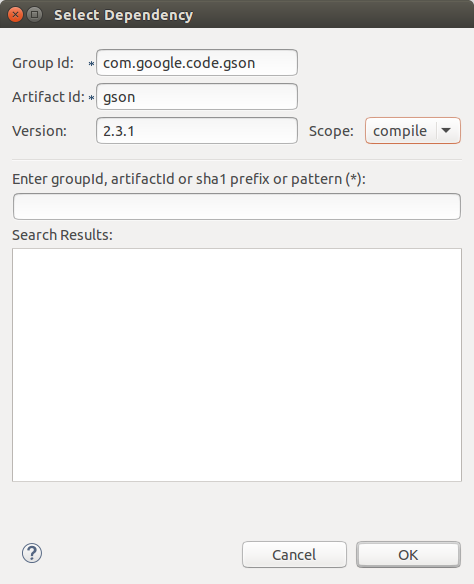 Select Dependency
Group Id: * com.google.code.gson
Artifact Id: * gson
Version: 2.3.1 Scope: compile
Enter groupId, artifactId or sha1 prefix or pattern (*):
Search Results:
? Cancel OK